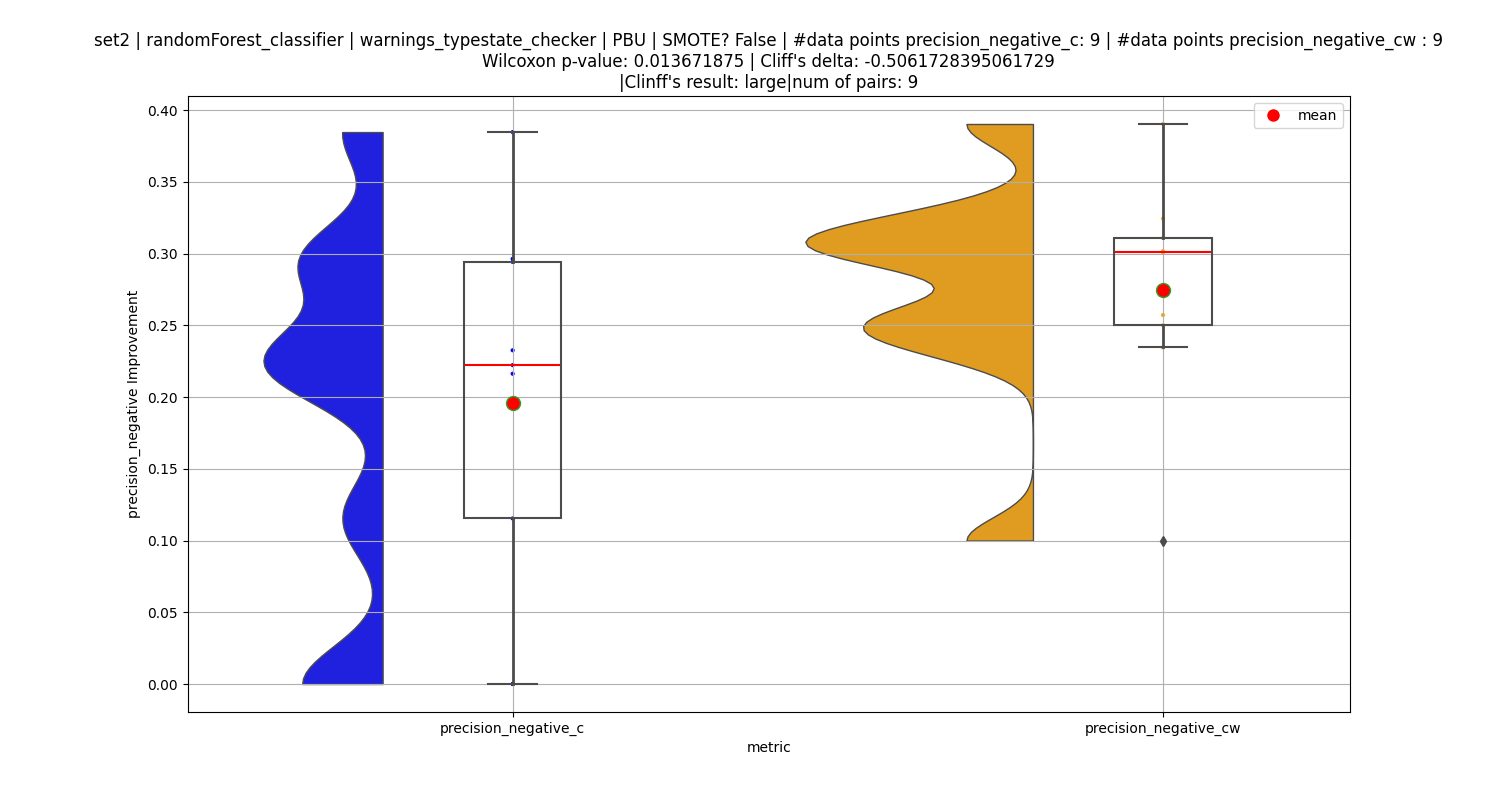 set2 | randomForest_classifier | warnings_typestate_checker | PBU | SMOTE? False | #data points precision_negative_c: 9 | #data points precision_negative_cw : 9
Wilcoxon p-value: 0.013671875 | Cliff's delta: -0.5061728395061729
|Clinff's result: large|num of pairs: 9
mean
0.40
0.35
0.30
0.25
0.20
0.15
0.10
0.05
0.00
precision_negative Improvement
precision_negative_c
precision_negative_cw
metric